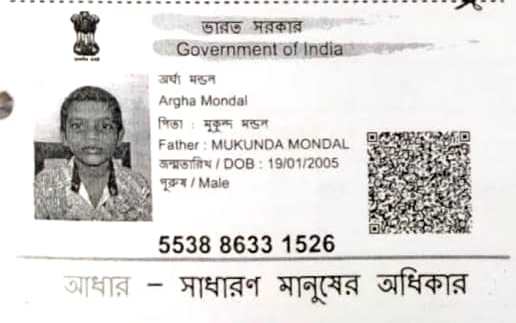 ভারত সরকার
Government of India
অর্ঘ্য মন্ডল
Argha Mondal
পিতা : মুকুন্দ মন্ডল
Father : MUKUNDA MONDAL
জন্মতারিখ / DOB : 19/01/2005
পুরুষ / Male
5538 8633 1526
আধার – সাধারণ মানুষের অধিকার